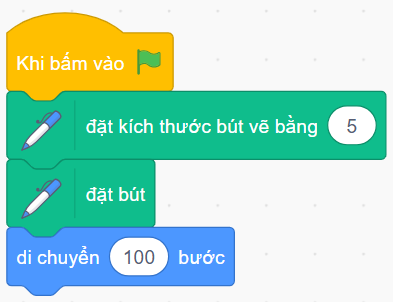 Khi bấm vào
đặt kích thước bút vẽ bằng 5
đặt bút
di chuyển 100 bước